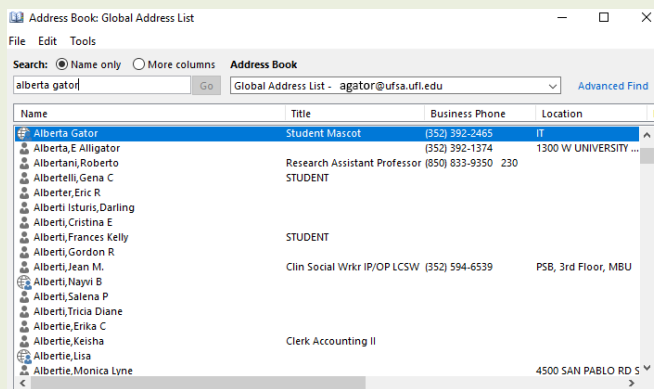 Address Book: Global Address List
File Edit Tools
Search: Name only More columns Address Book
alberta gator Go Global Address List - agator@ufsa.ufl.edu Advanced Find
Name Title Business Phone Location
Alberta Gator Student Mascot (352) 392-2465 IT
Alberta,E Alligator (352) 392-1374 1300 W UNIVERSITY ...
Albertani,Roberto Research Assistant Professor (850) 833-9350 230
Albertelli,Gena C STUDENT
Alberter,Eric R
Alberti Isturis,Darling
Alberti,Cristina E
Alberti,Frances Kelly STUDENT
Alberti,Gordon R
Alberti,Jean M. Clin Social Wrkr IP/OP LCSW (352) 594-6539 PSB, 3rd Floor, MBU
Alberti,Nayvi B
Alberti,Salena P
Alberti,Tricia Diane
Albertie,Erika C
Albertie,Keisha Clerk Accounting II
Albertie,Lisa
Albertie,Monica Lyne 4500 SAN PABLO RD S